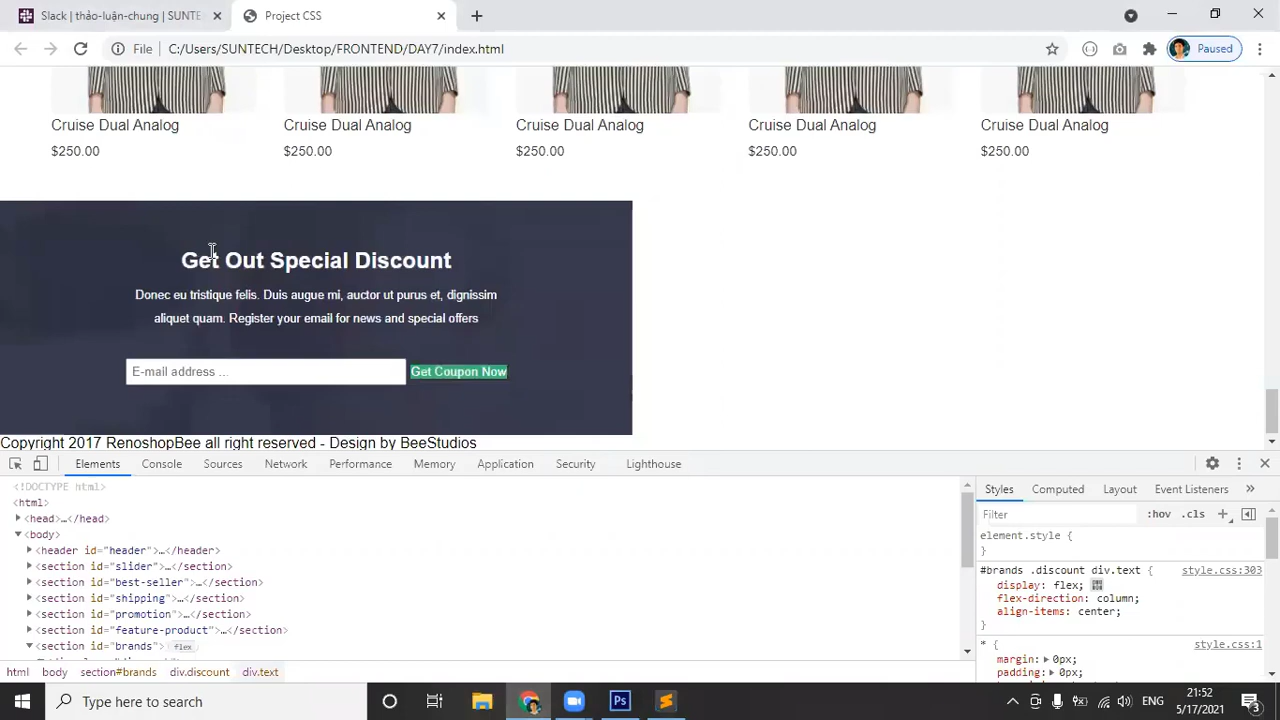 Slack | thảo-luận-chung | SUNTE
Project CSS
File
C:/Users/SUNTECH/Desktop/FRONTEND/DAY7/index.html
Paused
Cruise Dual Analog
Cruise Dual Analog
Cruise Dual Analog
Cruise Dual Analog
Cruise Dual Analog
$250.00
$250.00
$250.00
$250.00
$250.00
Get Out Special Discount
Donec eu tristique felis. Duis augue mi, auctor ut purus et, dignissim
aliquet quam. Register your email for news and special offers
E-mail address ...
Get Coupon Now
Copyright 2017 RenoshopBee all right reserved - Design by BeeStudios
Elements
Console
Sources
Network
Performance
Memory
Application
Security
Lighthouse
<!DOCTYPE html>
<html>
<head>…</head>
<body>
<header id="header">…</header>
<section id="slider">…</section>
<section id="best-seller">…</section>
<section id="shipping">…</section>
<section id="promotion">…</section>
<section id="feature-product">…</section>
<section id="brands"> flex
html
body
section#brands
div.discount
div.text
Styles
Computed
Layout
Event Listeners
Filter
:hov
.cls
element.style {
}
#brands .discount div.text {
style.css:303
display: flex;
flex-direction: column;
align-items: center;
}
* {
style.css:1
margin: 0px;
padding: 0px;
Type here to search
ENG
21:52
5/17/2021
3